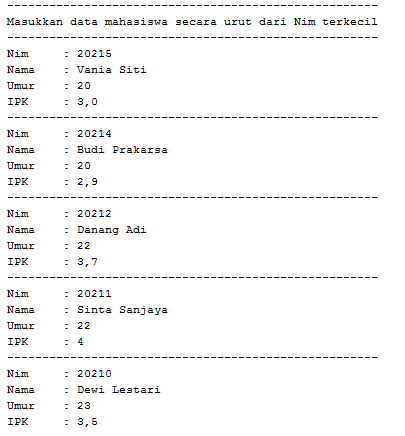 -----------------------------------------------------
Masukkan data mahasiswa secara urut dari Nim terkecil
-----------------------------------------------------
Nim     : 20215
Nama    : Vania Siti
Umur    : 20
IPK     : 3,0
-----------------------------------------------------
Nim     : 20214
Nama    : Budi Prakarsa
Umur    : 20
IPK     : 2,9
-----------------------------------------------------
Nim     : 20212
Nama    : Danang Adi
Umur    : 22
IPK     : 3,7
-----------------------------------------------------
Nim     : 20211
Nama    : Sinta Sanjaya
Umur    : 22
IPK     : 4
-----------------------------------------------------
Nim     : 20210
Nama    : Dewi Lestari
Umur    : 23
IPK     : 3,5